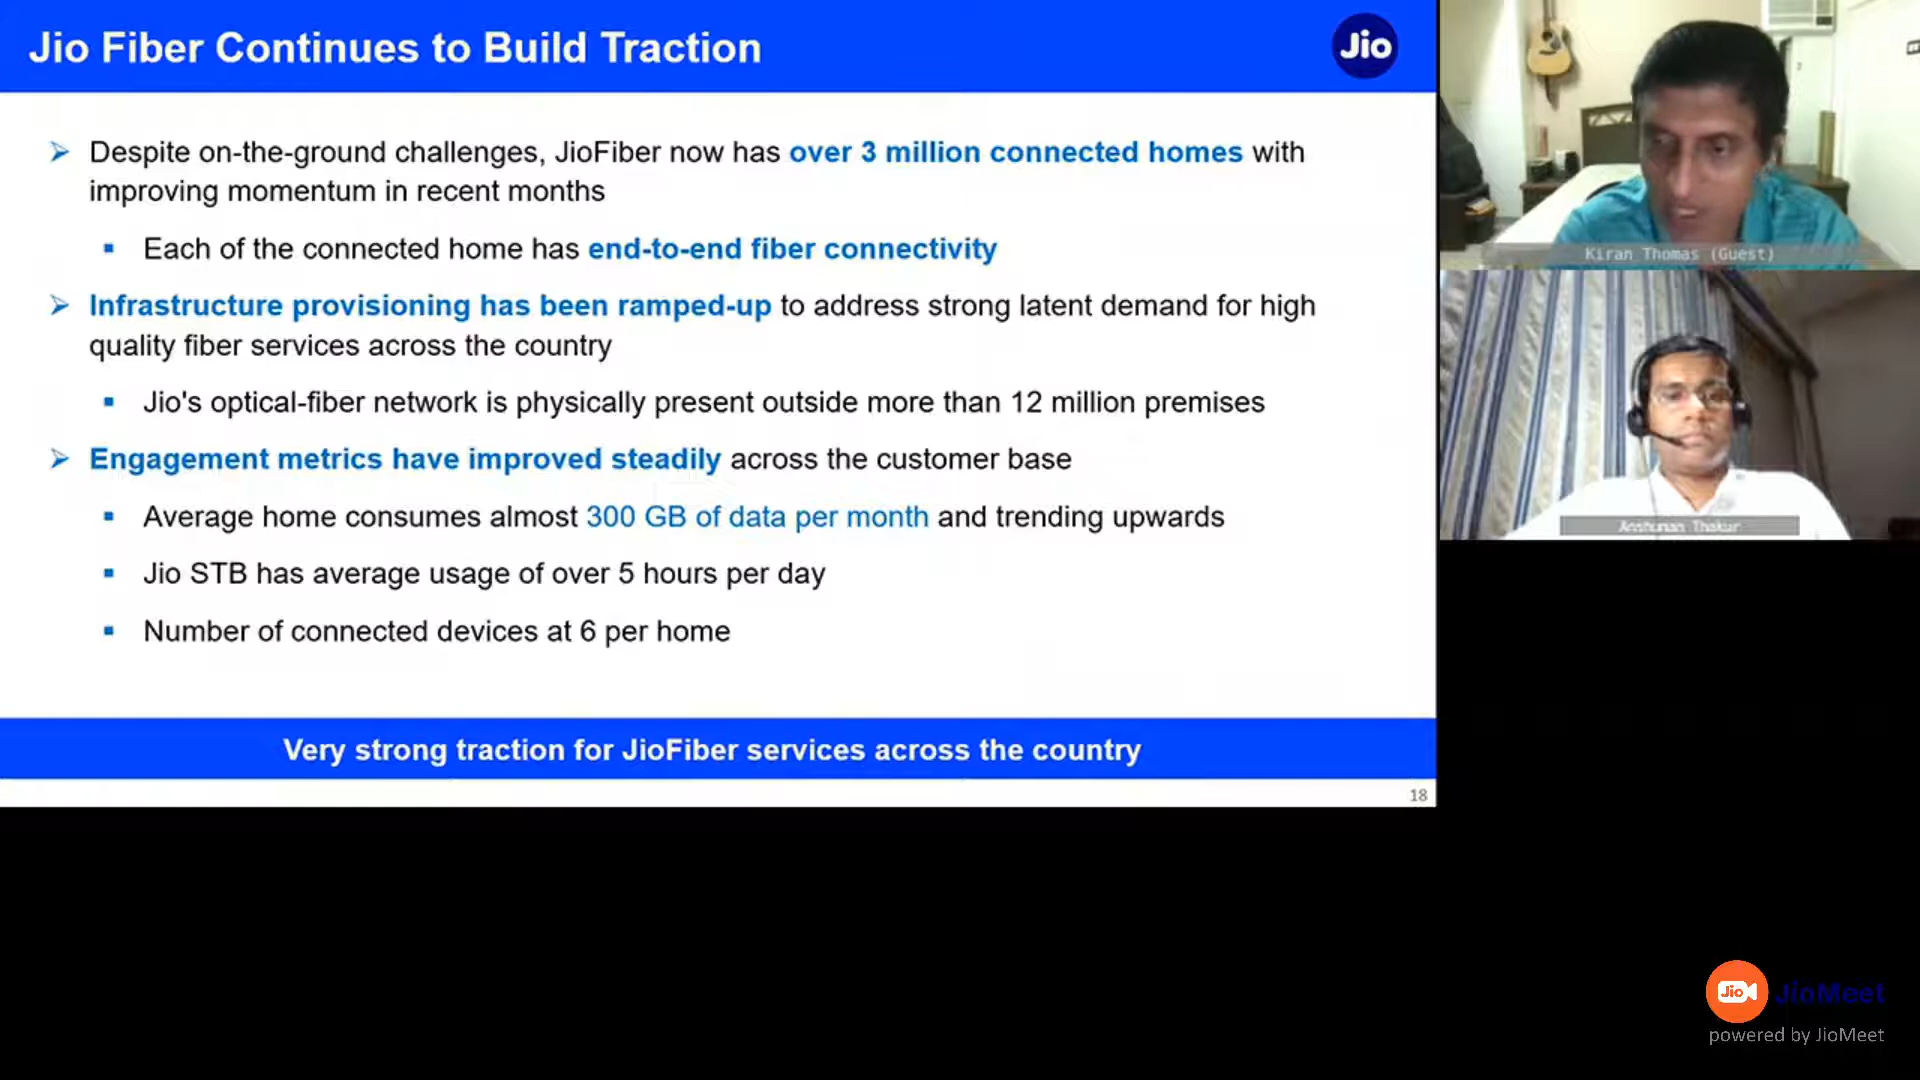 Jio Fiber Continues to Build Traction
Jio
Despite on-the-ground challenges, JioFiber now has over 3 million connected homes with
improving momentum in recent months
Each of the connected home has end-to-end fiber connectivity
Infrastructure provisioning has been ramped-up to address strong latent demand for high
quality fiber services across the country
Jio's optical-fiber network is physically present outside more than 12 million premises
Engagement metrics have improved steadily across the customer base
Average home consumes almost 300 GB of data per month and trending upwards
Jio STB has average usage of over 5 hours per day
Number of connected devices at 6 per home
Very strong traction for JioFiber services across the country
18
Kiran Thomas (Guest)
Anshuman Thakur
Jio
JioMeet
powered by JioMeet